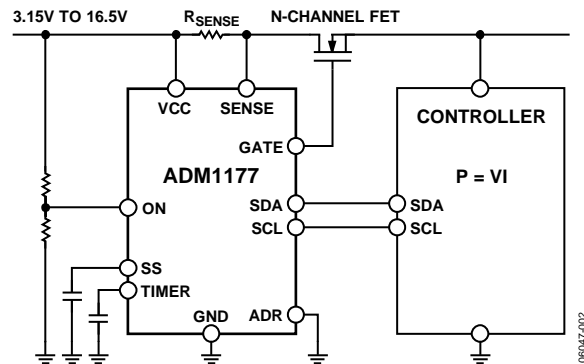 3.15V TO 16.5V
RSENSE
N-CHANNEL FET
VCC
SENSE
CONTROLLER
GATE
ADM1177
P = VI
ON
SDA
SDA
SCL
SCL
SS
TIMER
GND
ADR
06047-002